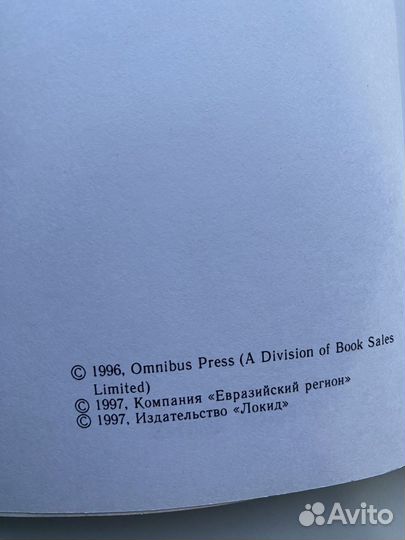 © 1996, Omnibus Press (A Division of Book Sales
Limited)
© 1997, Компания «Евразийский регион»
© 1997, Издательство «Локид»
Avito